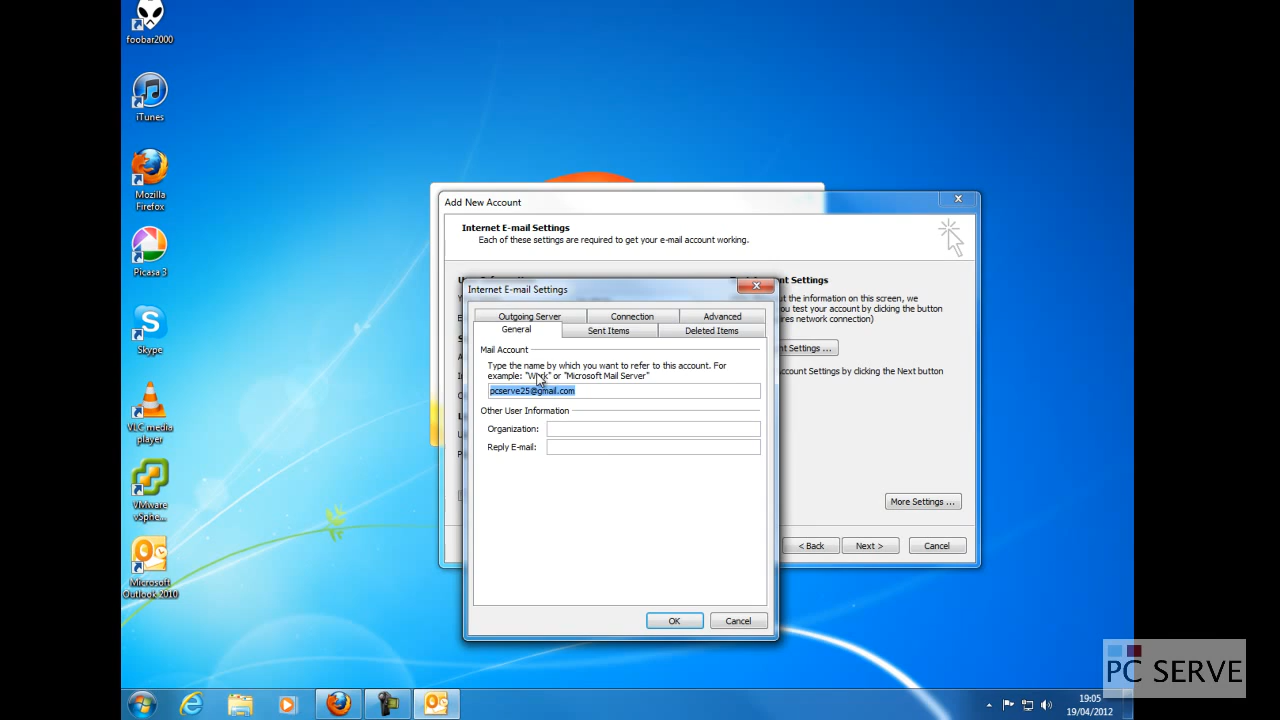 foobar2000
iTunes
Mozilla
Firefox
Picasa 3
Skype
VLC media
player
VMware
vSphc...
Microsoft
Outlook 2010
Add New Account
Internet E-mail Settings
Each of these settings are required to get your e-mail account working.
nt Settings
t the information on this screen, we
you test your account by clicking the button
res network connection)
nt Settings ...
ccount Settings by clicking the Next button
More Settings ...
< Back
Next >
Cancel
Internet E-mail Settings
Outgoing Server
Connection
Advanced
General
Sent Items
Deleted Items
Mail Account
Type the name by which you want to refer to this account. For
example: "Work" or "Microsoft Mail Server"
pcserve25@gmail.com
Other User Information
Organization:
Reply E-mail:
OK
Cancel
PC SERVE
19:05
19/04/2012